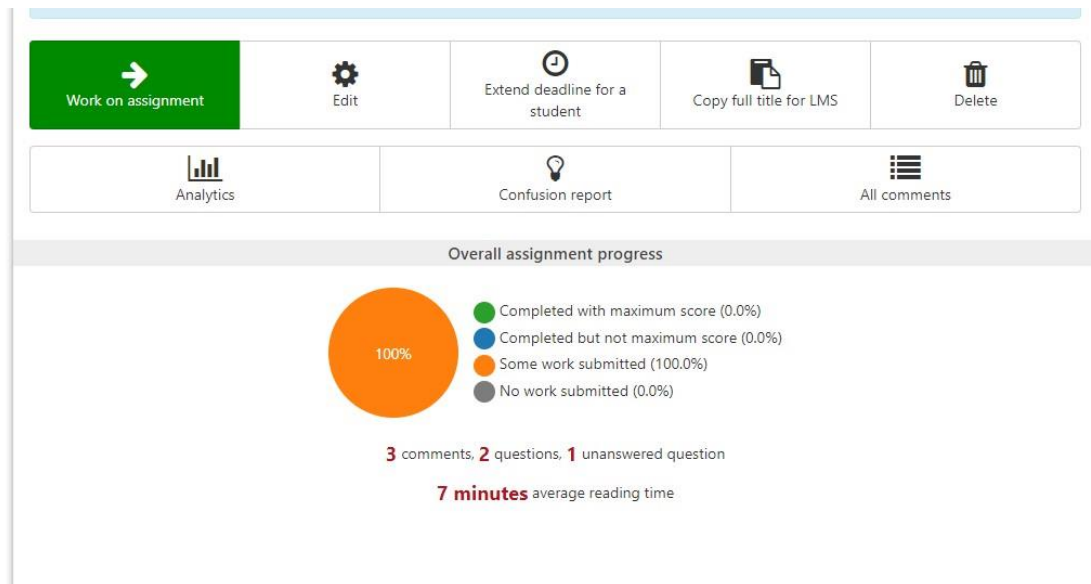 Work on assignment
Edit
Extend deadline for a
student
Copy full title for LMS
Delete
Analytics
Confusion report
All comments
Overall assignment progress
100%
Completed with maximum score (0.0%)
Completed but not maximum score (0.0%)
Some work submitted (100.0%)
No work submitted (0.0%)
3 comments, 2 questions, 1 unanswered question
7 minutes average reading time